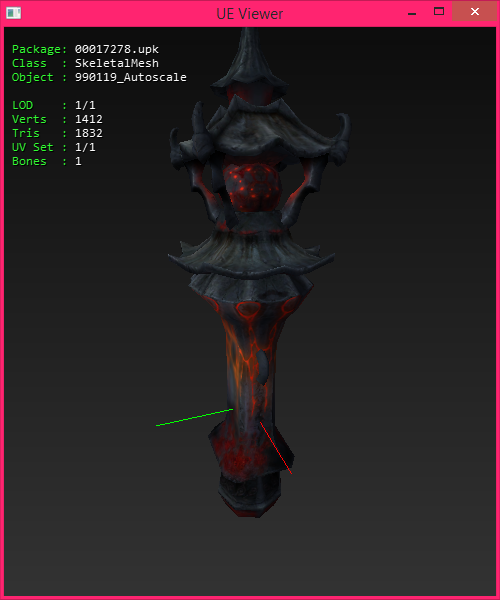 UE Viewer
Package: 00017278.upk
Class  : SkeletalMesh
Object : 990119_Autoscale
LOD    : 1/1
Verts  : 1412
Tris   : 1832
UV Set : 1/1
Bones  : 1